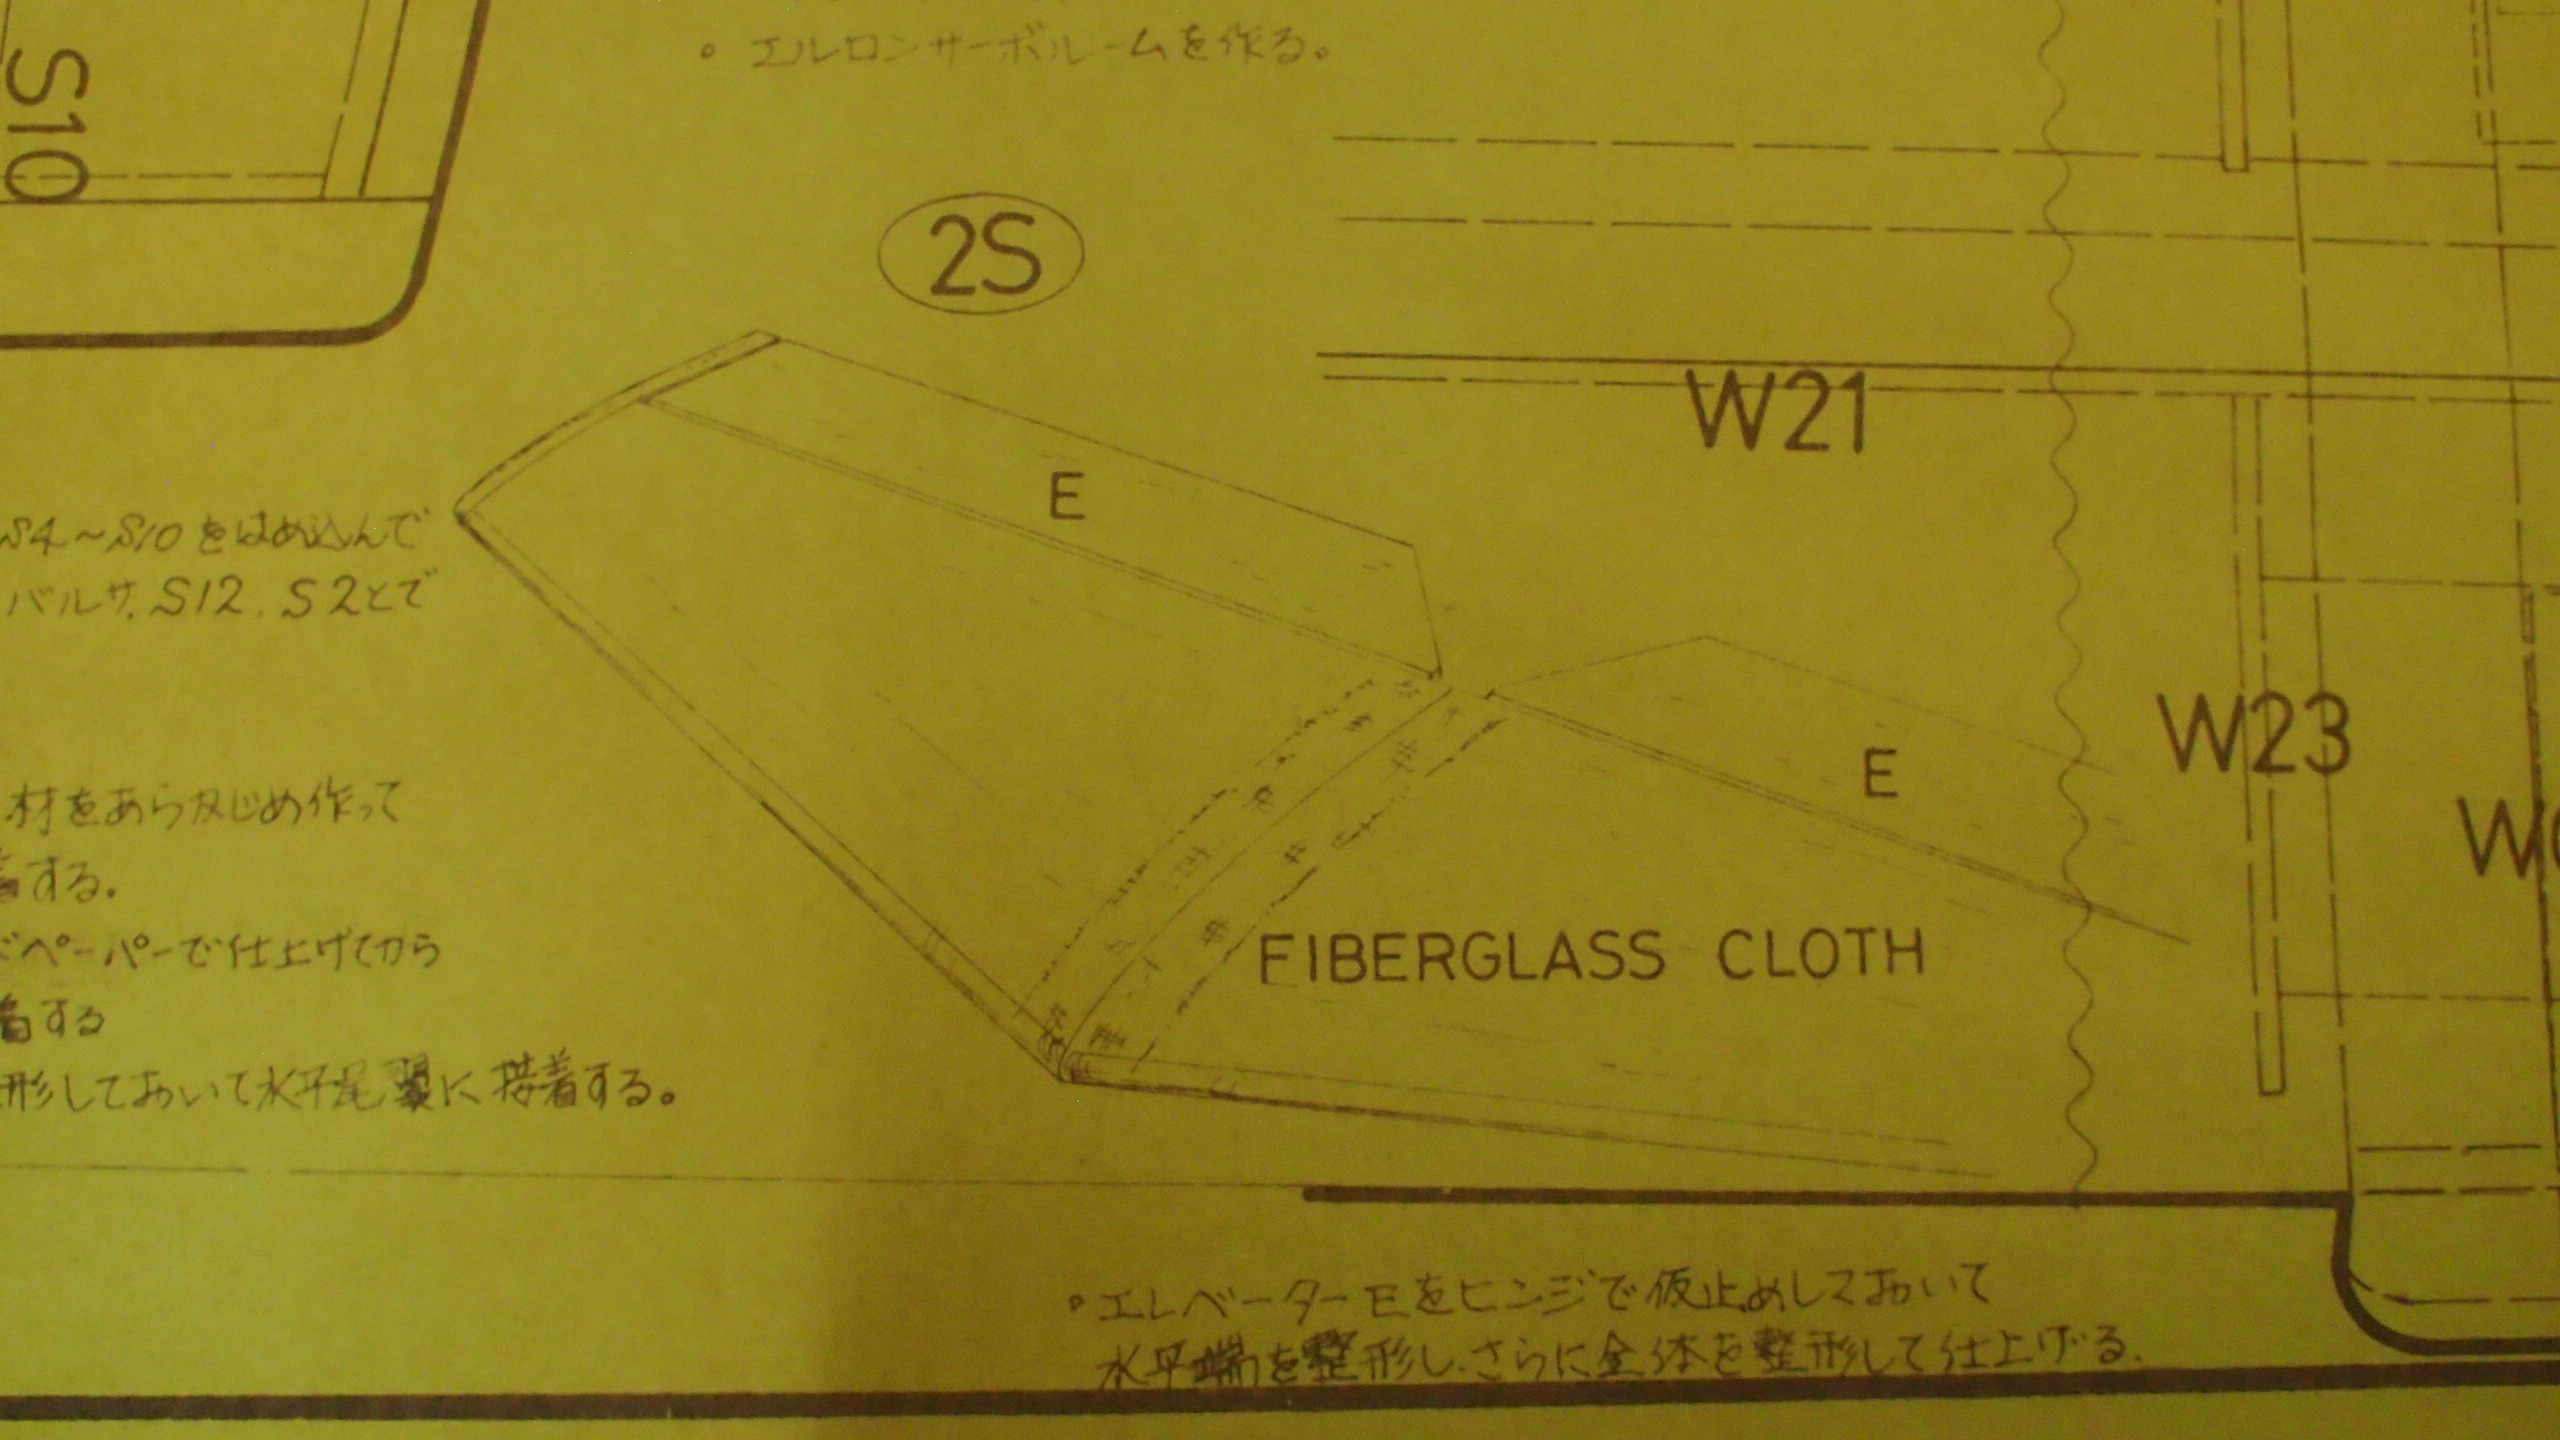 ・エルロンサーボルームを作る。
S10
2S
W21
E
S4〜S10をはめ込んで
バルサ、S12、S2とで
E
W23
材をあらかじめ作って
着する。
FIBERGLASS CLOTH
ペーパーで仕上げてから
着する
形しておいて水平尾翼に接着する。
・エレベーターEをヒンジで仮止めしておいて
水平端を整形し、さらに全体を整形して仕上げる。